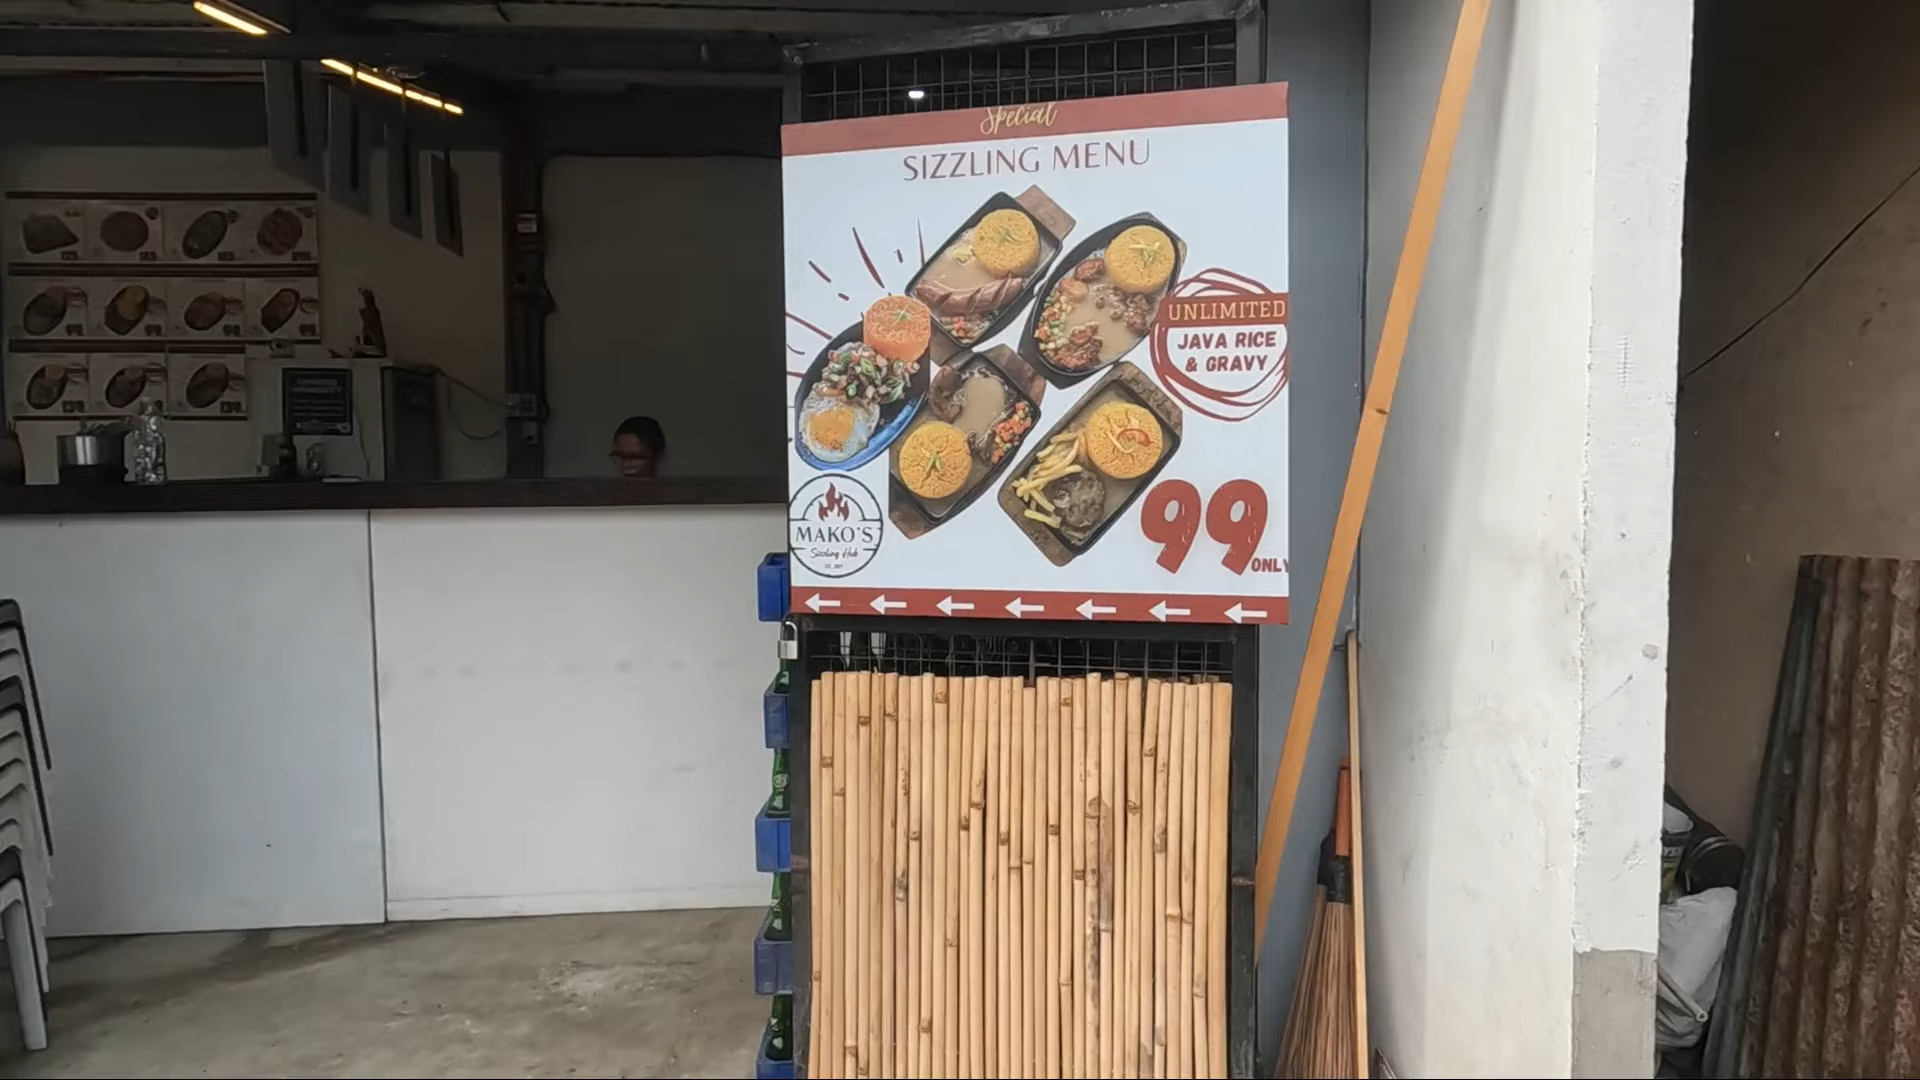 Special
SIZZLING MENU
UNLIMITED
JAVA RICE
& GRAVY
99
ONLY
MAKO'S
Sizzling Hub